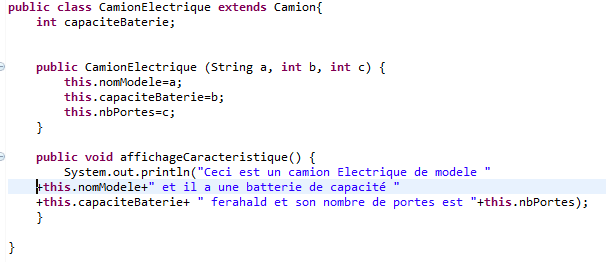 public class CamionElectrique extends Camion{
int capaciteBaterie;
public CamionElectrique (String a, int b, int c) {
this.nomModele=a;
this.capaciteBaterie=b;
this.nbPortes=c;
}
public void affichageCaracteristique() {
System.out.println("Ceci est un camion Electrique de modele "
+this.nomModele+" et il a une batterie de capacité "
+this.capaciteBaterie+ " ferahald et son nombre de portes est "+this.nbPortes);
}
}